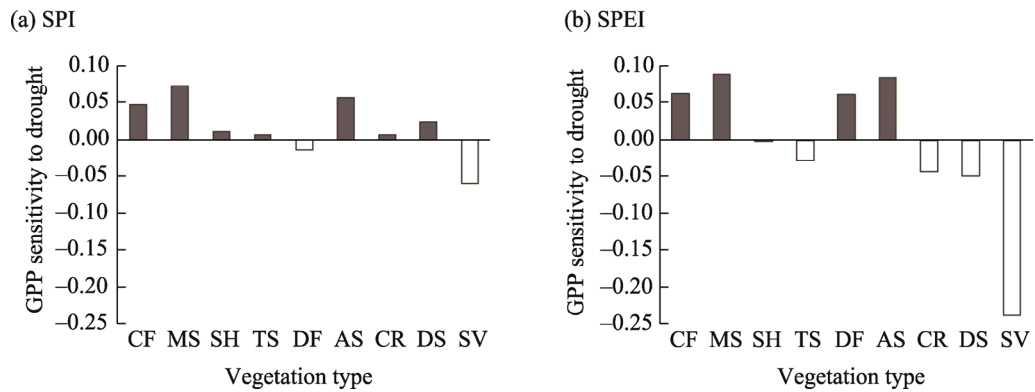 (a) SPI
GPP sensitivity to drought
0.10
0.05
0.00
–0.05
–0.10
–0.15
–0.20
–0.25
CF MS SH TS DF AS CR DS SV
Vegetation type
(b) SPEI
GPP sensitivity to drought
0.10
0.05
0.00
–0.05
–0.10
–0.15
–0.20
–0.25
CF MS SH TS DF AS CR DS SV
Vegetation type